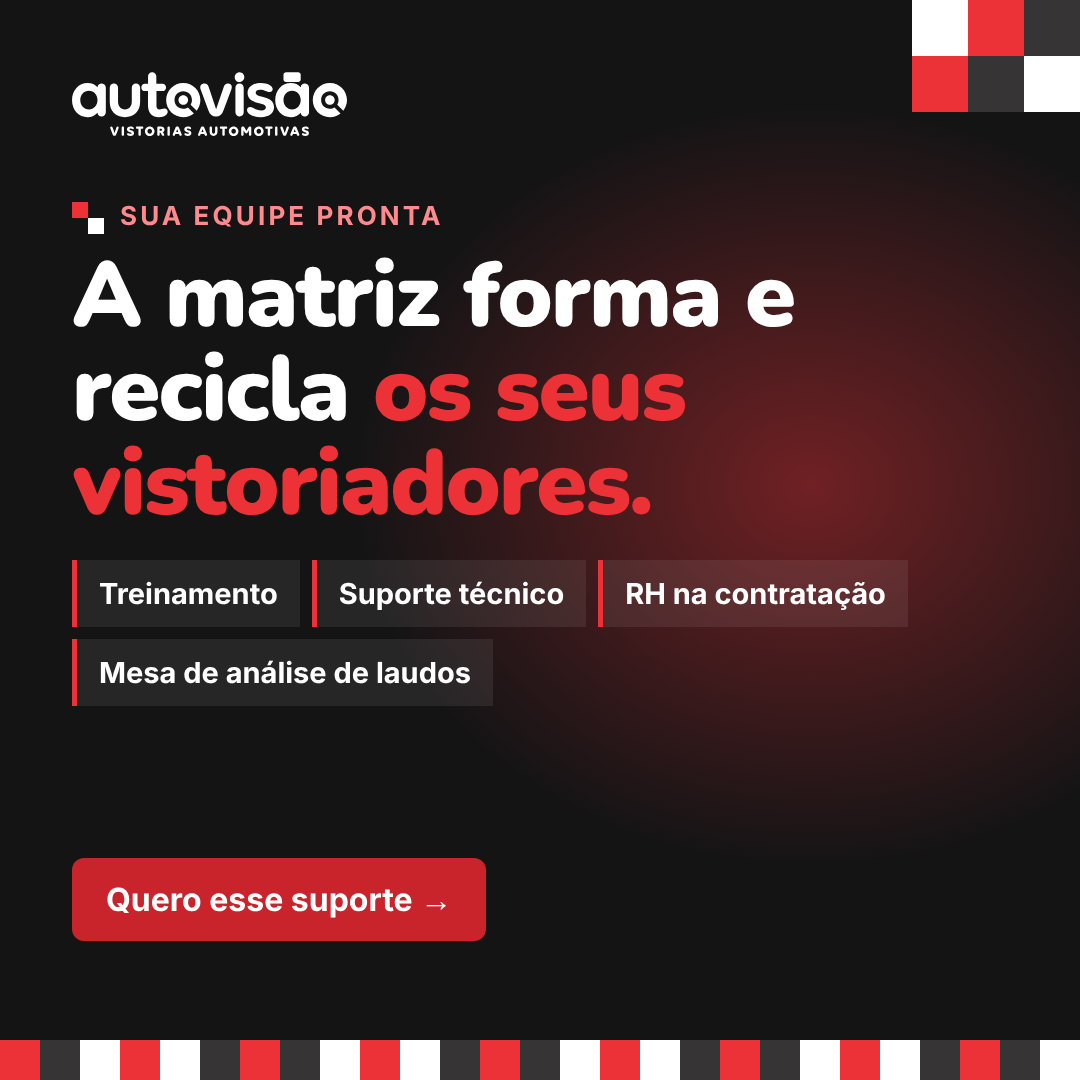 autovisão
VISTORIAS AUTOMOTIVAS
SUA EQUIPE PRONTA
A matriz forma e
recicla os seus
vistoriadores.
Treinamento
Suporte técnico
RH na contratação
Mesa de análise de laudos
Quero esse suporte →